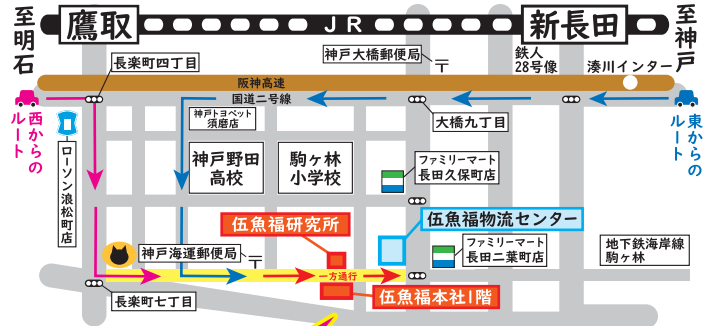 至明石
鷹取
JR
新長田
至神戸
長楽町四丁目
神戸大橋郵便局
〒
鉄人
28号像
湊川インター
阪神高速
国道二号線
西からの
ルート
神戸トヨペット
須磨店
大橋九丁目
東からの
ルート
ローソン浪松町店
神戸野田
高校
駒ヶ林
小学校
ファミリーマート
長田久保町店
伍魚福研究所
伍魚福物流センター
神戸海運郵便局
〒
ファミリーマート
長田二葉町店
地下鉄海岸線
駒ヶ林
一方通行
長楽町七丁目
伍魚福本社1階